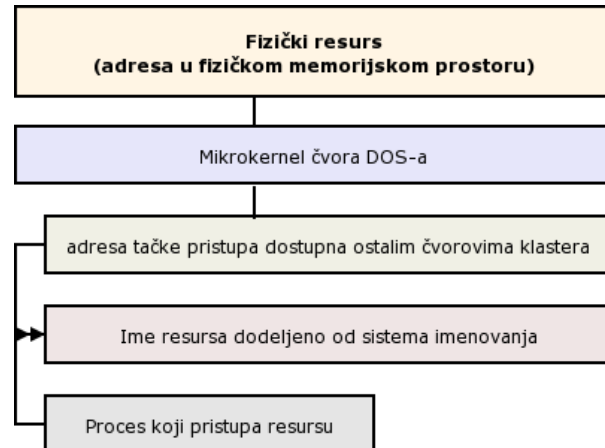 Fizički resurs
(adresa u fizičkom memorijskom prostoru)
Mikrokernel čvora DOS-a
adresa tačke pristupa dostupna ostalim čvorovima klastera
Ime resursa dodeljeno od sistema imenovanja
Proces koji pristupa resursu